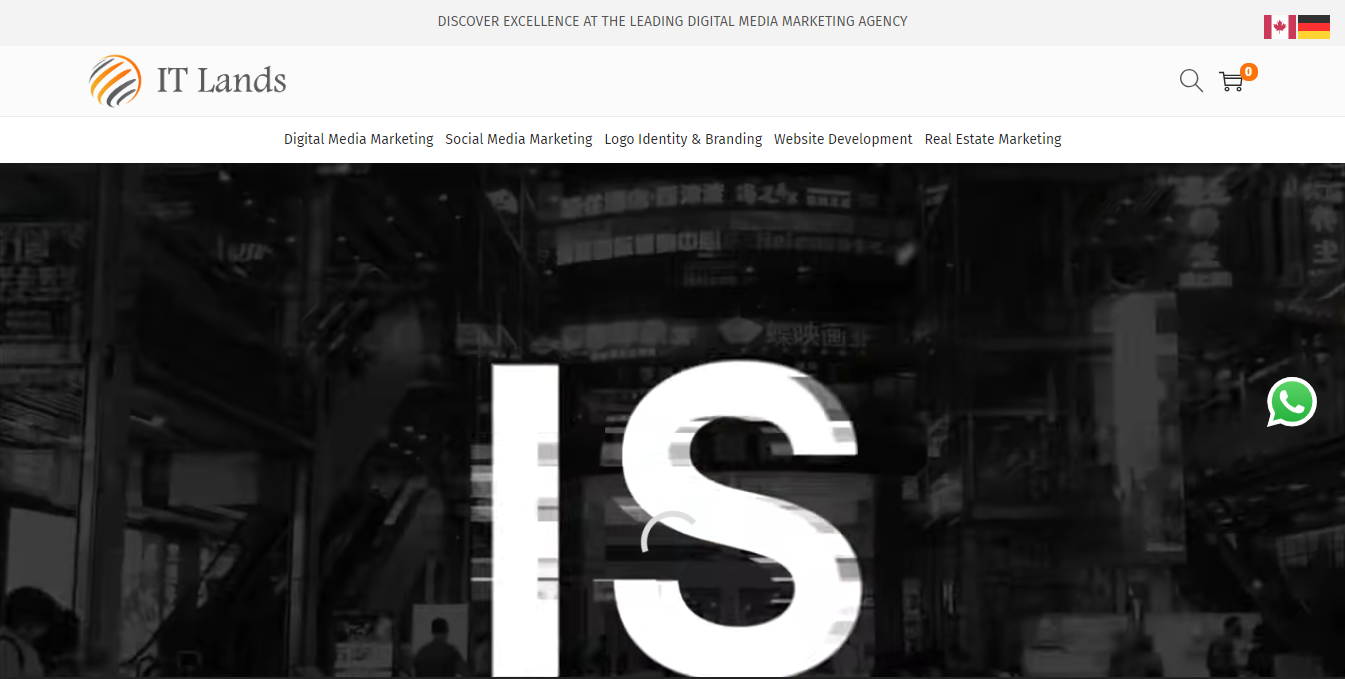 DISCOVER EXCELLENCE AT THE LEADING DIGITAL MEDIA MARKETING AGENCY
IT Lands
0
Digital Media Marketing Social Media Marketing Logo Identity & Branding Website Development Real Estate Marketing
IS